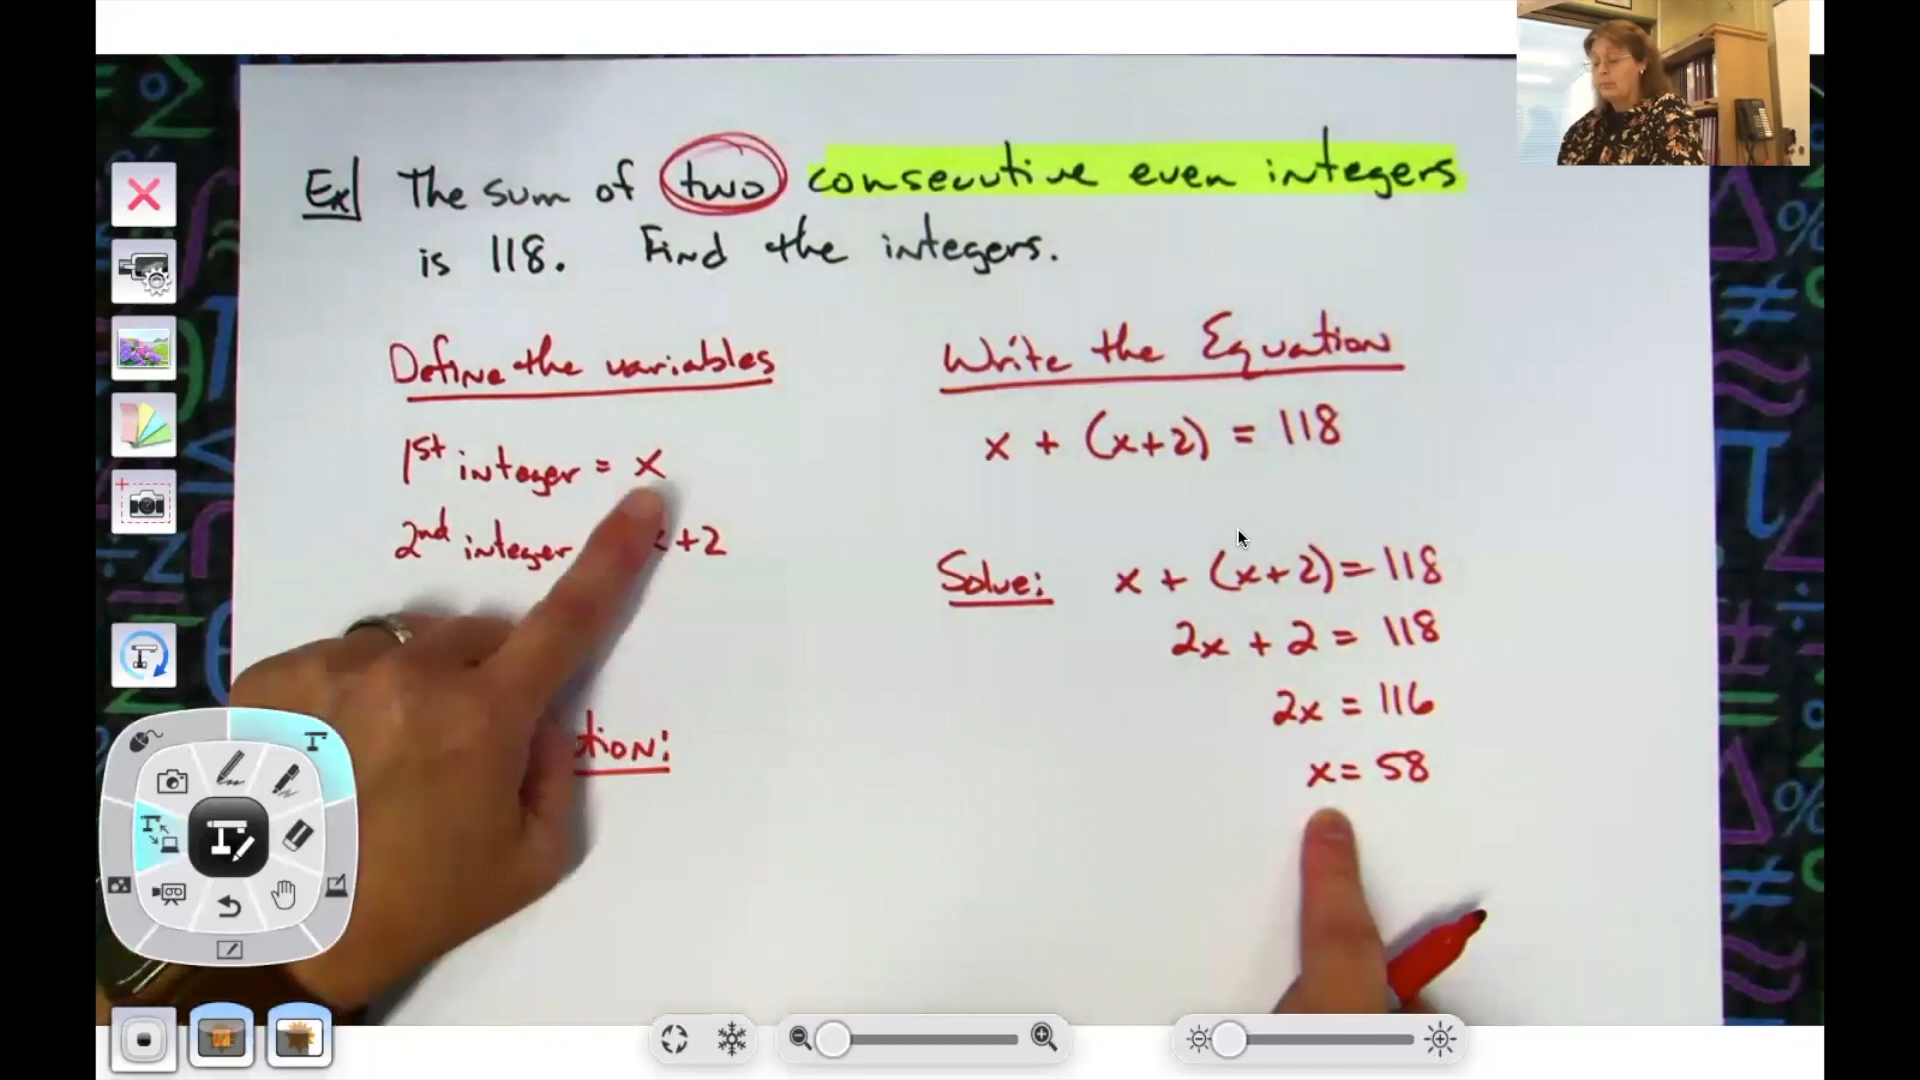 Ex| The sum of two consecutive even integers
is 118. Find the integers.
Define the variables
1st integer = x
2nd integer +2
tion:
Write the Equation
x + (x+2) = 118
Solve: x + (x+2) = 118
2x + 2 = 118
2x = 116
x = 58